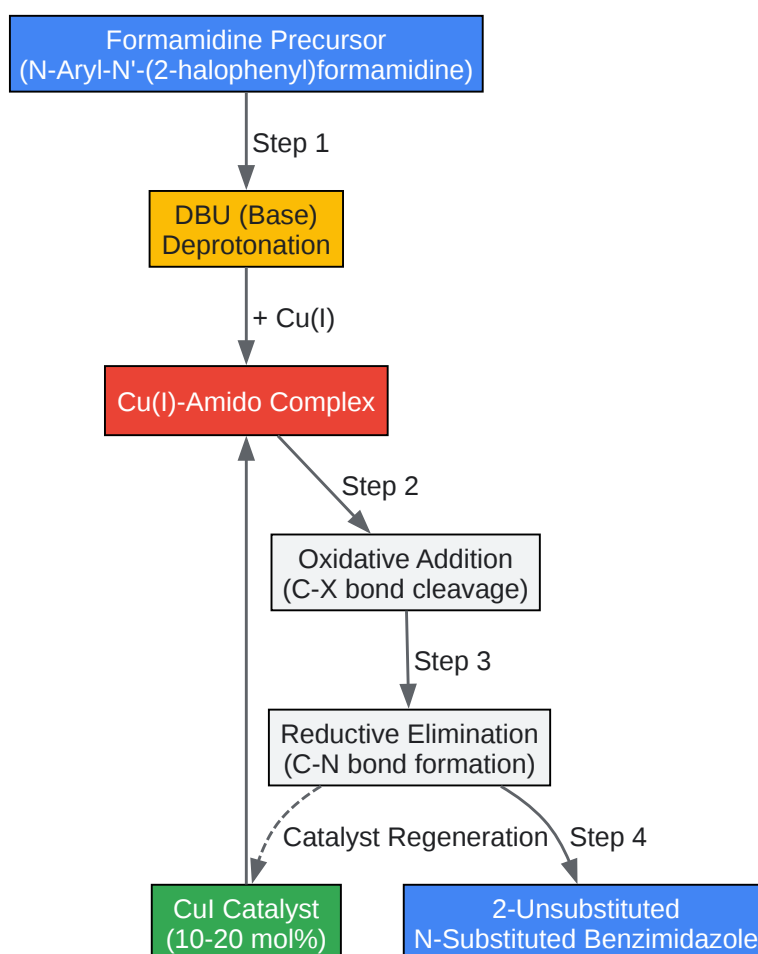 Formamidine Precursor
(N-Aryl-N'-(2-halophenyl)formamidine)
Step 1
DBU (Base)
Deprotonation
+ Cu(I)
Cu(I)-Amido Complex
Step 2
Oxidative Addition
(C-X bond cleavage)
Step 3
Reductive Elimination
(C-N bond formation)
Catalyst Regeneration
Step 4
CuI Catalyst
(10-20 mol%)
2-Unsubstituted
N-Substituted Benzimidazole